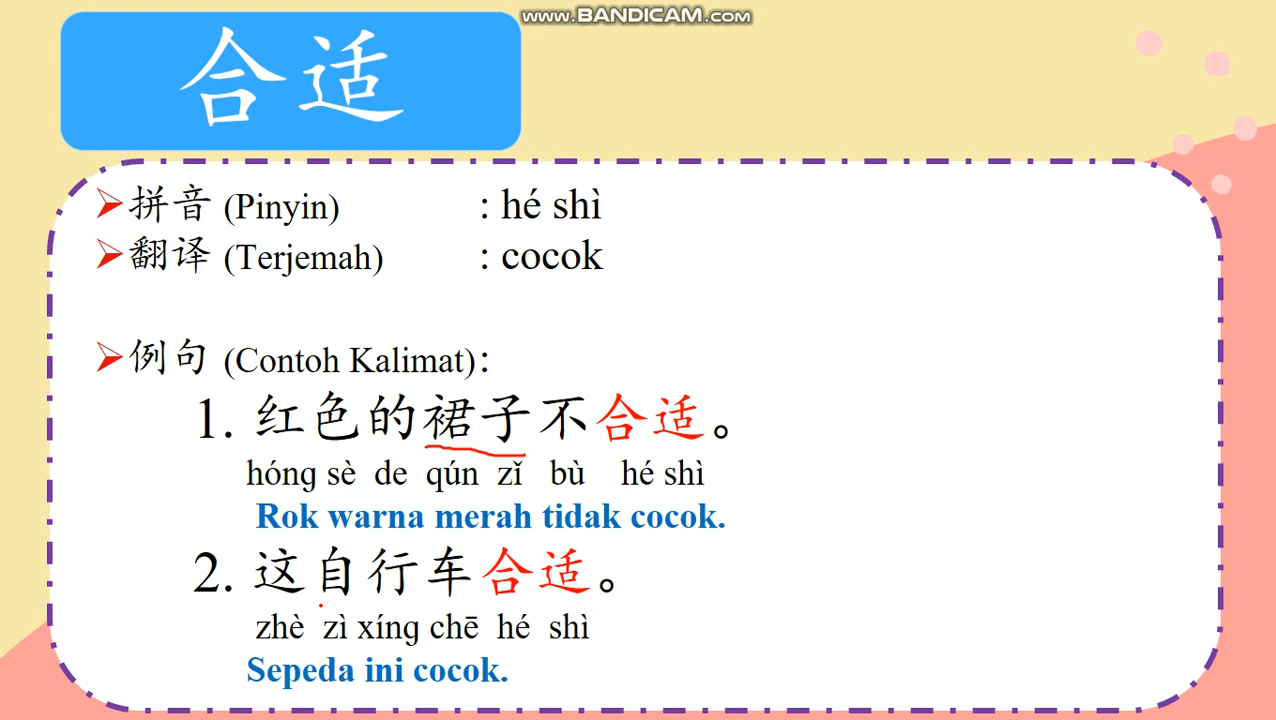 www.BANDICAM.com
合适
拼音 (Pinyin) : hé shì
翻译 (Terjemah) : cocok
例句 (Contoh Kalimat):
1. 红色的裙子不合适。
hóng sè de qún zǐ bù hé shì
Rok warna merah tidak cocok.
2. 这自行车合适。
zhè zì xíng chē hé shì
Sepeda ini cocok.